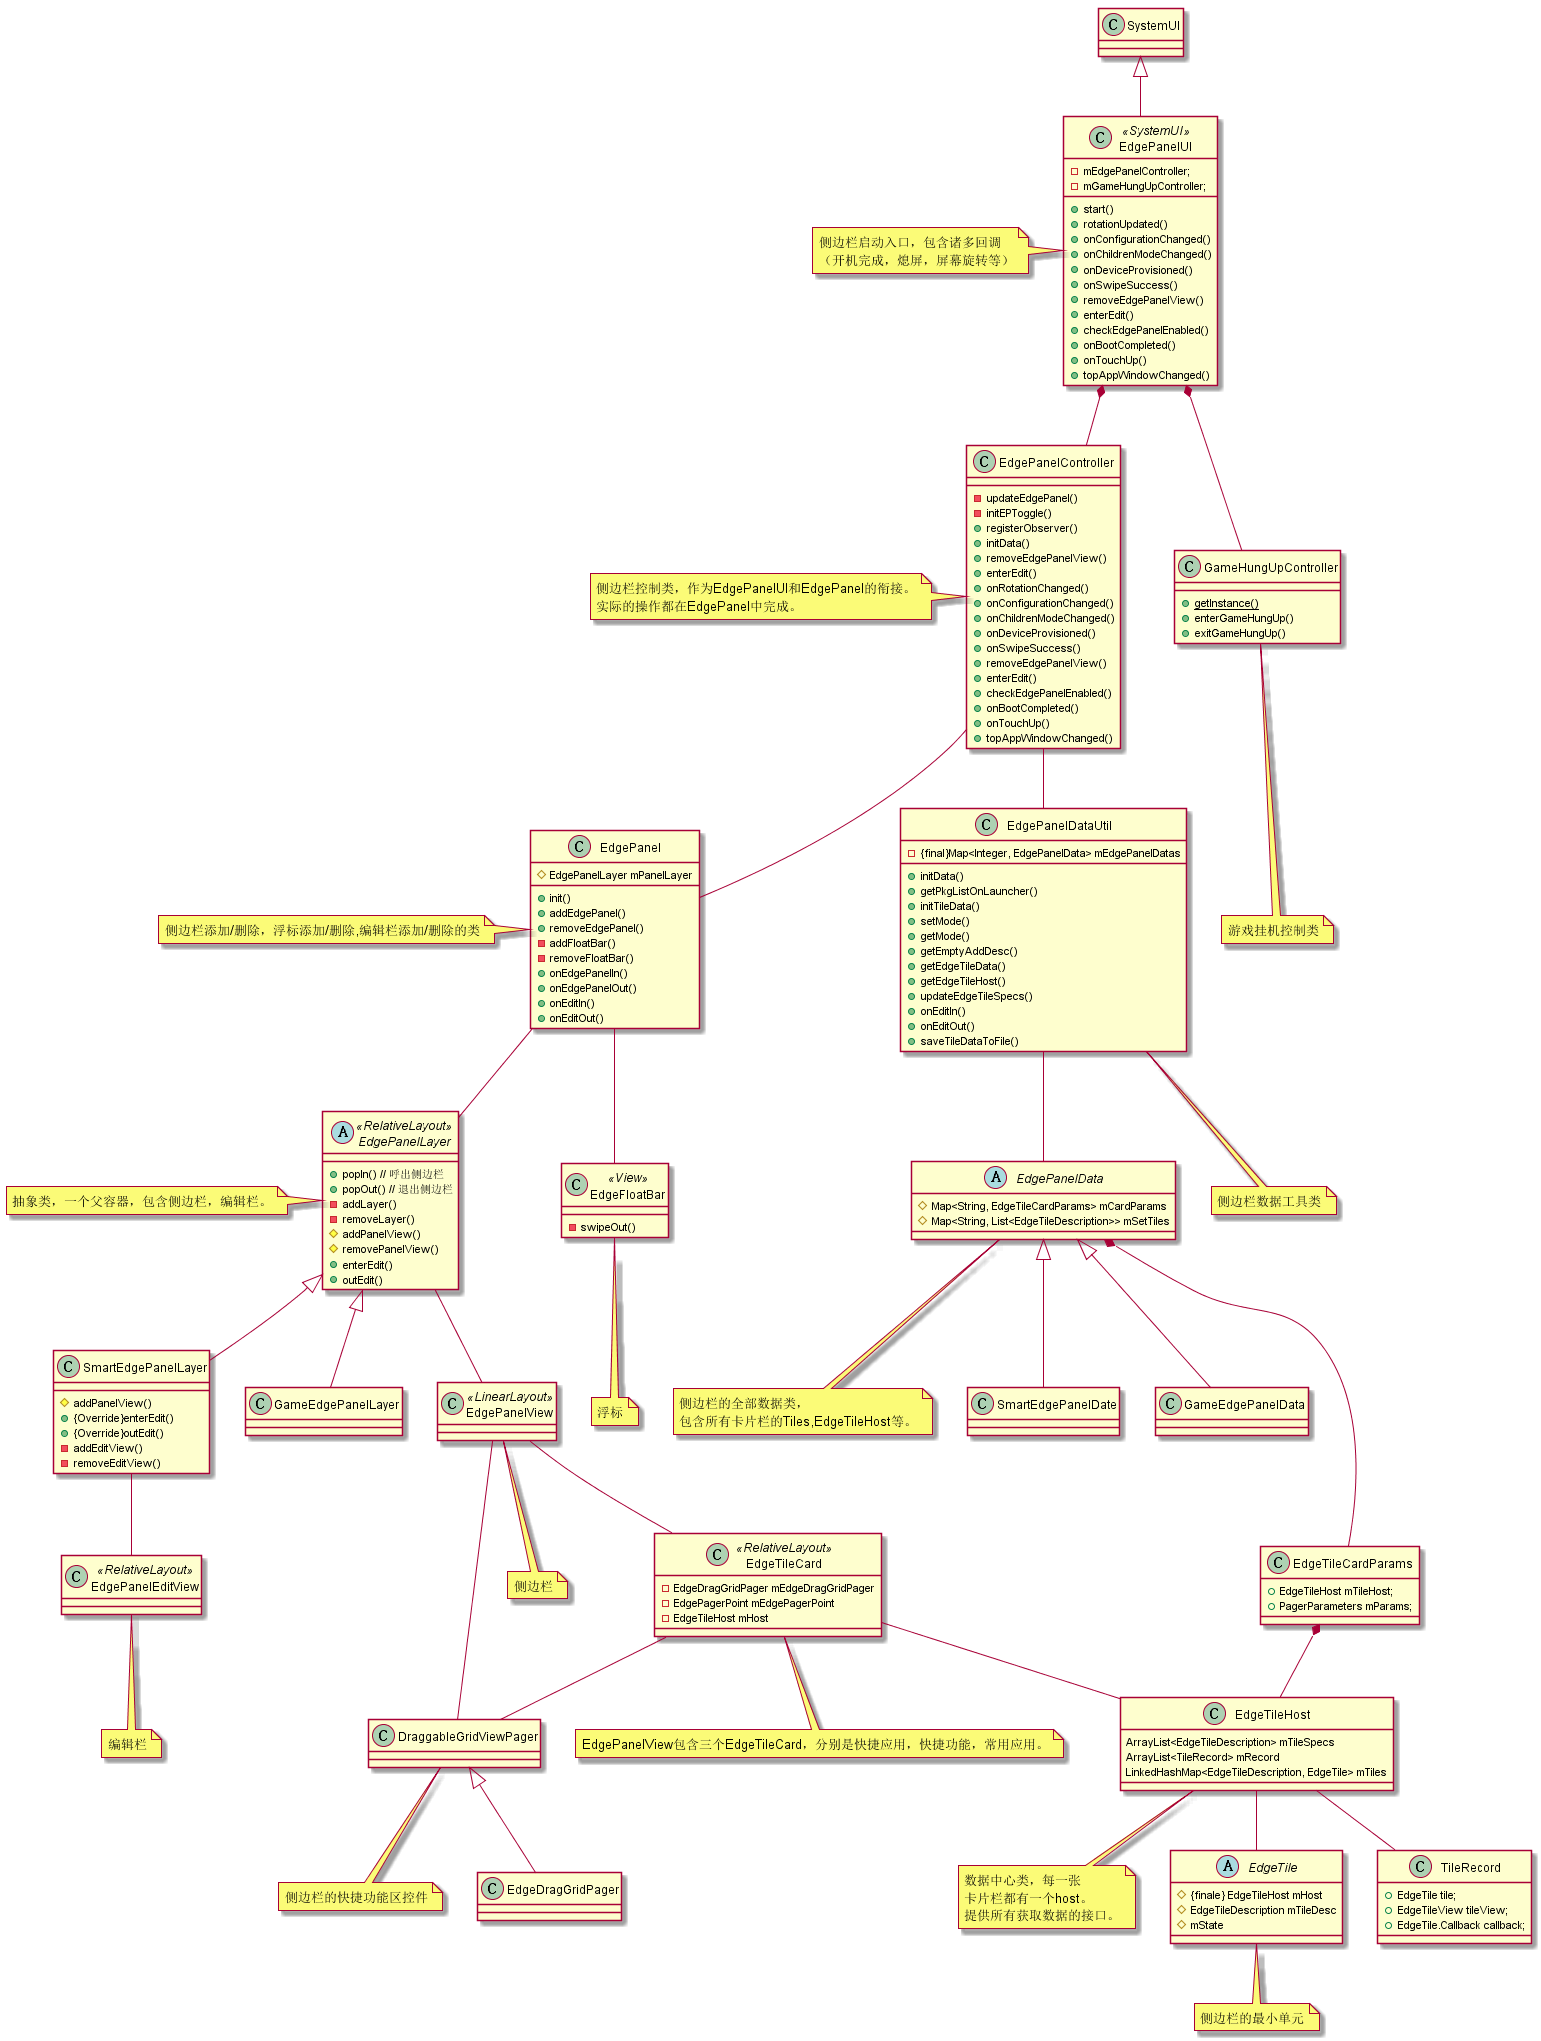 SystemUI
«SystemUI»
EdgePanelUI
mEdgePanelController;
mGameHungUpController;
start()
rotationUpdated()
onConfigurationChanged()
onChildrenModeChanged()
onDeviceProvisioned()
onSwipeSuccess()
removeEdgePanelView()
enterEdit()
checkEdgePanelEnabled()
onBootCompleted()
onTouchUp()
topAppWindowChanged()
侧边栏启动入口，包含诸多回调
（开机完成，熄屏，屏幕旋转等）
EdgePanelController
updateEdgePanel()
initEPToggle()
registerObserver()
initData()
removeEdgePanelView()
enterEdit()
onRotationChanged()
onConfigurationChanged()
onChildrenModeChanged()
onDeviceProvisioned()
onSwipeSuccess()
removeEdgePanelView()
enterEdit()
checkEdgePanelEnabled()
onBootCompleted()
onTouchUp()
topAppWindowChanged()
侧边栏控制类，作为EdgePanelUI和EdgePanel的衔接。
实际的操作都在EdgePanel中完成。
GameHungUpController
getInstance()
enterGameHungUp()
exitGameHungUp()
EdgePanel
EdgePanelLayer mPanelLayer
init()
addEdgePanel()
removeEdgePanel()
addFloatBar()
removeFloatBar()
onEdgePanelIn()
onEdgePanelOut()
onEditIn()
onEditOut()
侧边栏添加/删除，浮标添加/删除,编辑栏添加/删除的类
EdgePanelDataUtil
{final}Map<Integer, EdgePanelData> mEdgePanelDatas
initData()
getPkgListOnLauncher()
initTileData()
setMode()
getMode()
getEmptyAddDesc()
getEdgeTileData()
getEdgeTileHost()
updateEdgeTileSpecs()
onEditIn()
onEditOut()
saveTileDataToFile()
游戏挂机控制类
«RelativeLayout»
EdgePanelLayer
popIn() // 呼出侧边栏
popOut() // 退出侧边栏
addLayer()
removeLayer()
addPanelView()
removePanelView()
enterEdit()
outEdit()
抽象类，一个父容器，包含侧边栏，编辑栏。
«View»
EdgeFloatBar
swipeOut()
EdgePanelData
Map<String, EdgeTileCardParams> mCardParams
Map<String, List<EdgeTileDescription>> mSetTiles
侧边栏数据工具类
SmartEdgePanelLayer
addPanelView()
{Override}enterEdit()
{Override}outEdit()
addEditView()
removeEditView()
GameEdgePanelLayer
«LinearLayout»
EdgePanelView
浮标
侧边栏的全部数据类，
包含所有卡片栏的Tiles,EdgeTileHost等。
SmartEdgePanelDate
GameEdgePanelData
«RelativeLayout»
EdgePanelEditView
侧边栏
«RelativeLayout»
EdgeTileCard
EdgeDragGridPager mEdgeDragGridPager
EdgePagerPoint mEdgePagerPoint
EdgeTileHost mHost
EdgeTileCardParams
EdgeTileHost mTileHost;
PagerParameters mParams;
编辑栏
DraggableGridViewPager
EdgePanelView包含三个EdgeTileCard，分别是快捷应用，快捷功能，常用应用。
EdgeTileHost
ArrayList<EdgeTileDescription> mTileSpecs
ArrayList<TileRecord> mRecord
LinkedHashMap<EdgeTileDescription, EdgeTile> mTiles
侧边栏的快捷功能区控件
EdgeDragGridPager
数据中心类，每一张
卡片栏都有一个host。
提供所有获取数据的接口。
EdgeTile
{finale} EdgeTileHost mHost
EdgeTileDescription mTileDesc
mState
TileRecord
EdgeTile tile;
EdgeTileView tileView;
EdgeTile.Callback callback;
侧边栏的最小单元